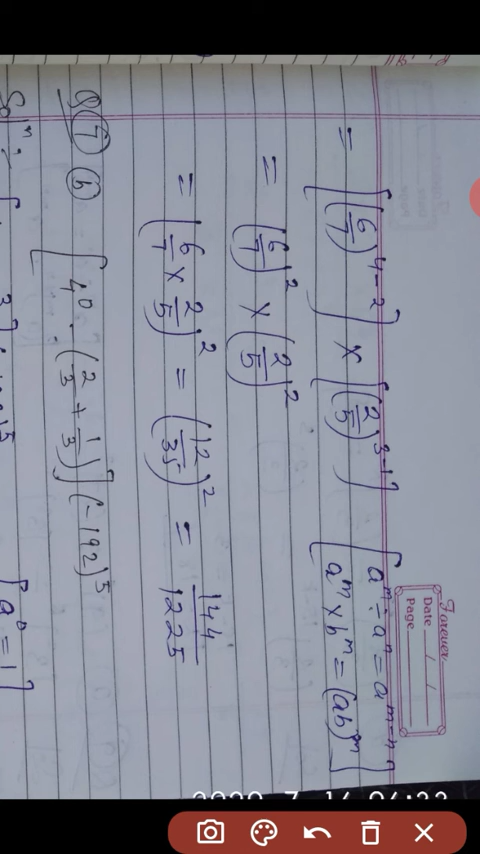 Forever
Date / /
Page
= [(6/7)^4-2] × [(2/5)^3-1] [a^m ÷ a^n = a^m-n
a^m × b^m = (ab)^m]
= (6/7)^2 × (2/5)^2
= (6/7 × 2/5)^2 = (12/35)^2 = 144/1225
Q(7) (b) [4^0 · (2/3 + 1/3)] (-192)^5
Sol^n: [a^0 = 1]